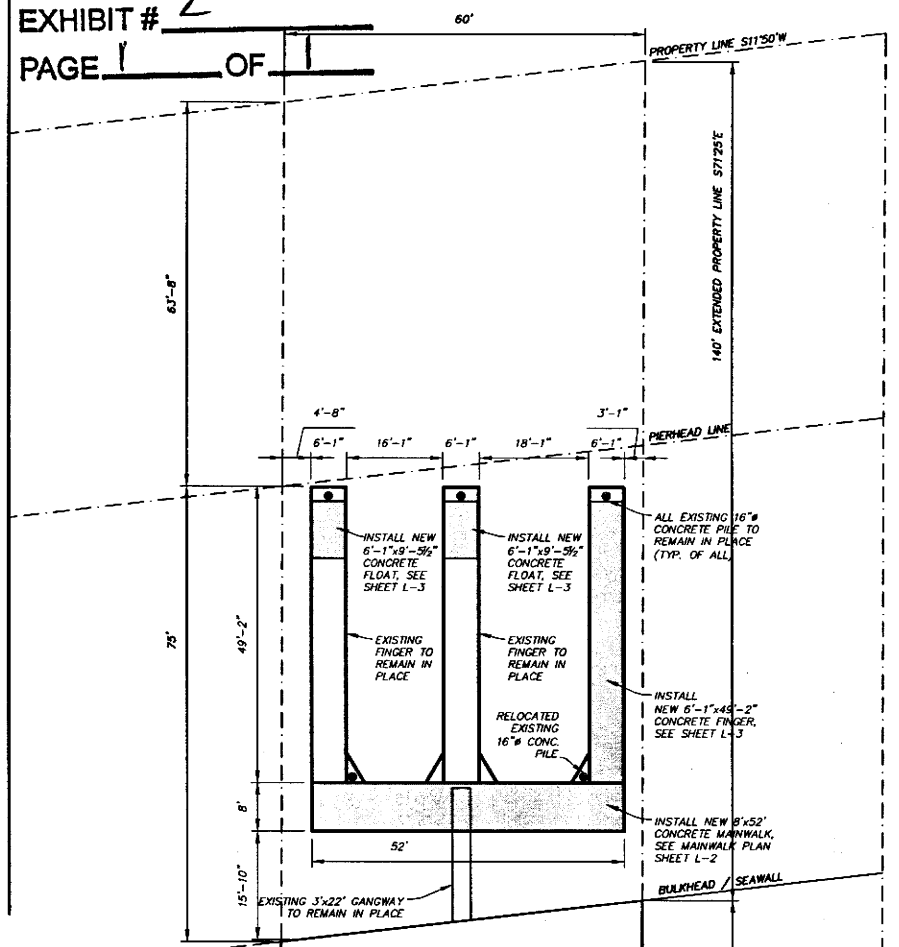 EXHIBIT # 2
PAGE 1 OF 1
60'
PROPERTY LINE S11°50'W
140' EXTENDED PROPERTY LINE S71°25'E
63'-8"
4'-8"
3'-1"
6'-1"
16'-1"
6'-1"
18'-1"
6'-1"
PIERHEAD LINE
INSTALL NEW
6'-1"x9'-5½"
CONCRETE
FLOAT, SEE
SHEET L-3
INSTALL NEW
6'-1"x9'-5½"
CONCRETE
FLOAT, SEE
SHEET L-3
ALL EXISTING 16"ø
CONCRETE PILE TO
REMAIN IN PLACE
(TYP. OF ALL)
75'
49'-2"
EXISTING
FINGER TO
REMAIN IN
PLACE
EXISTING
FINGER TO
REMAIN IN
PLACE
RELOCATED
EXISTING
16"ø CONC.
PILE
INSTALL
NEW 6'-1"x49'-2"
CONCRETE FINGER,
SEE SHEET L-3
8'
INSTALL NEW 8'x52'
CONCRETE MAINWALK,
SEE MAINWALK PLAN
SHEET L-2
52'
15'-10"
EXISTING 3'x22' GANGWAY
TO REMAIN IN PLACE
BULKHEAD / SEAWALL